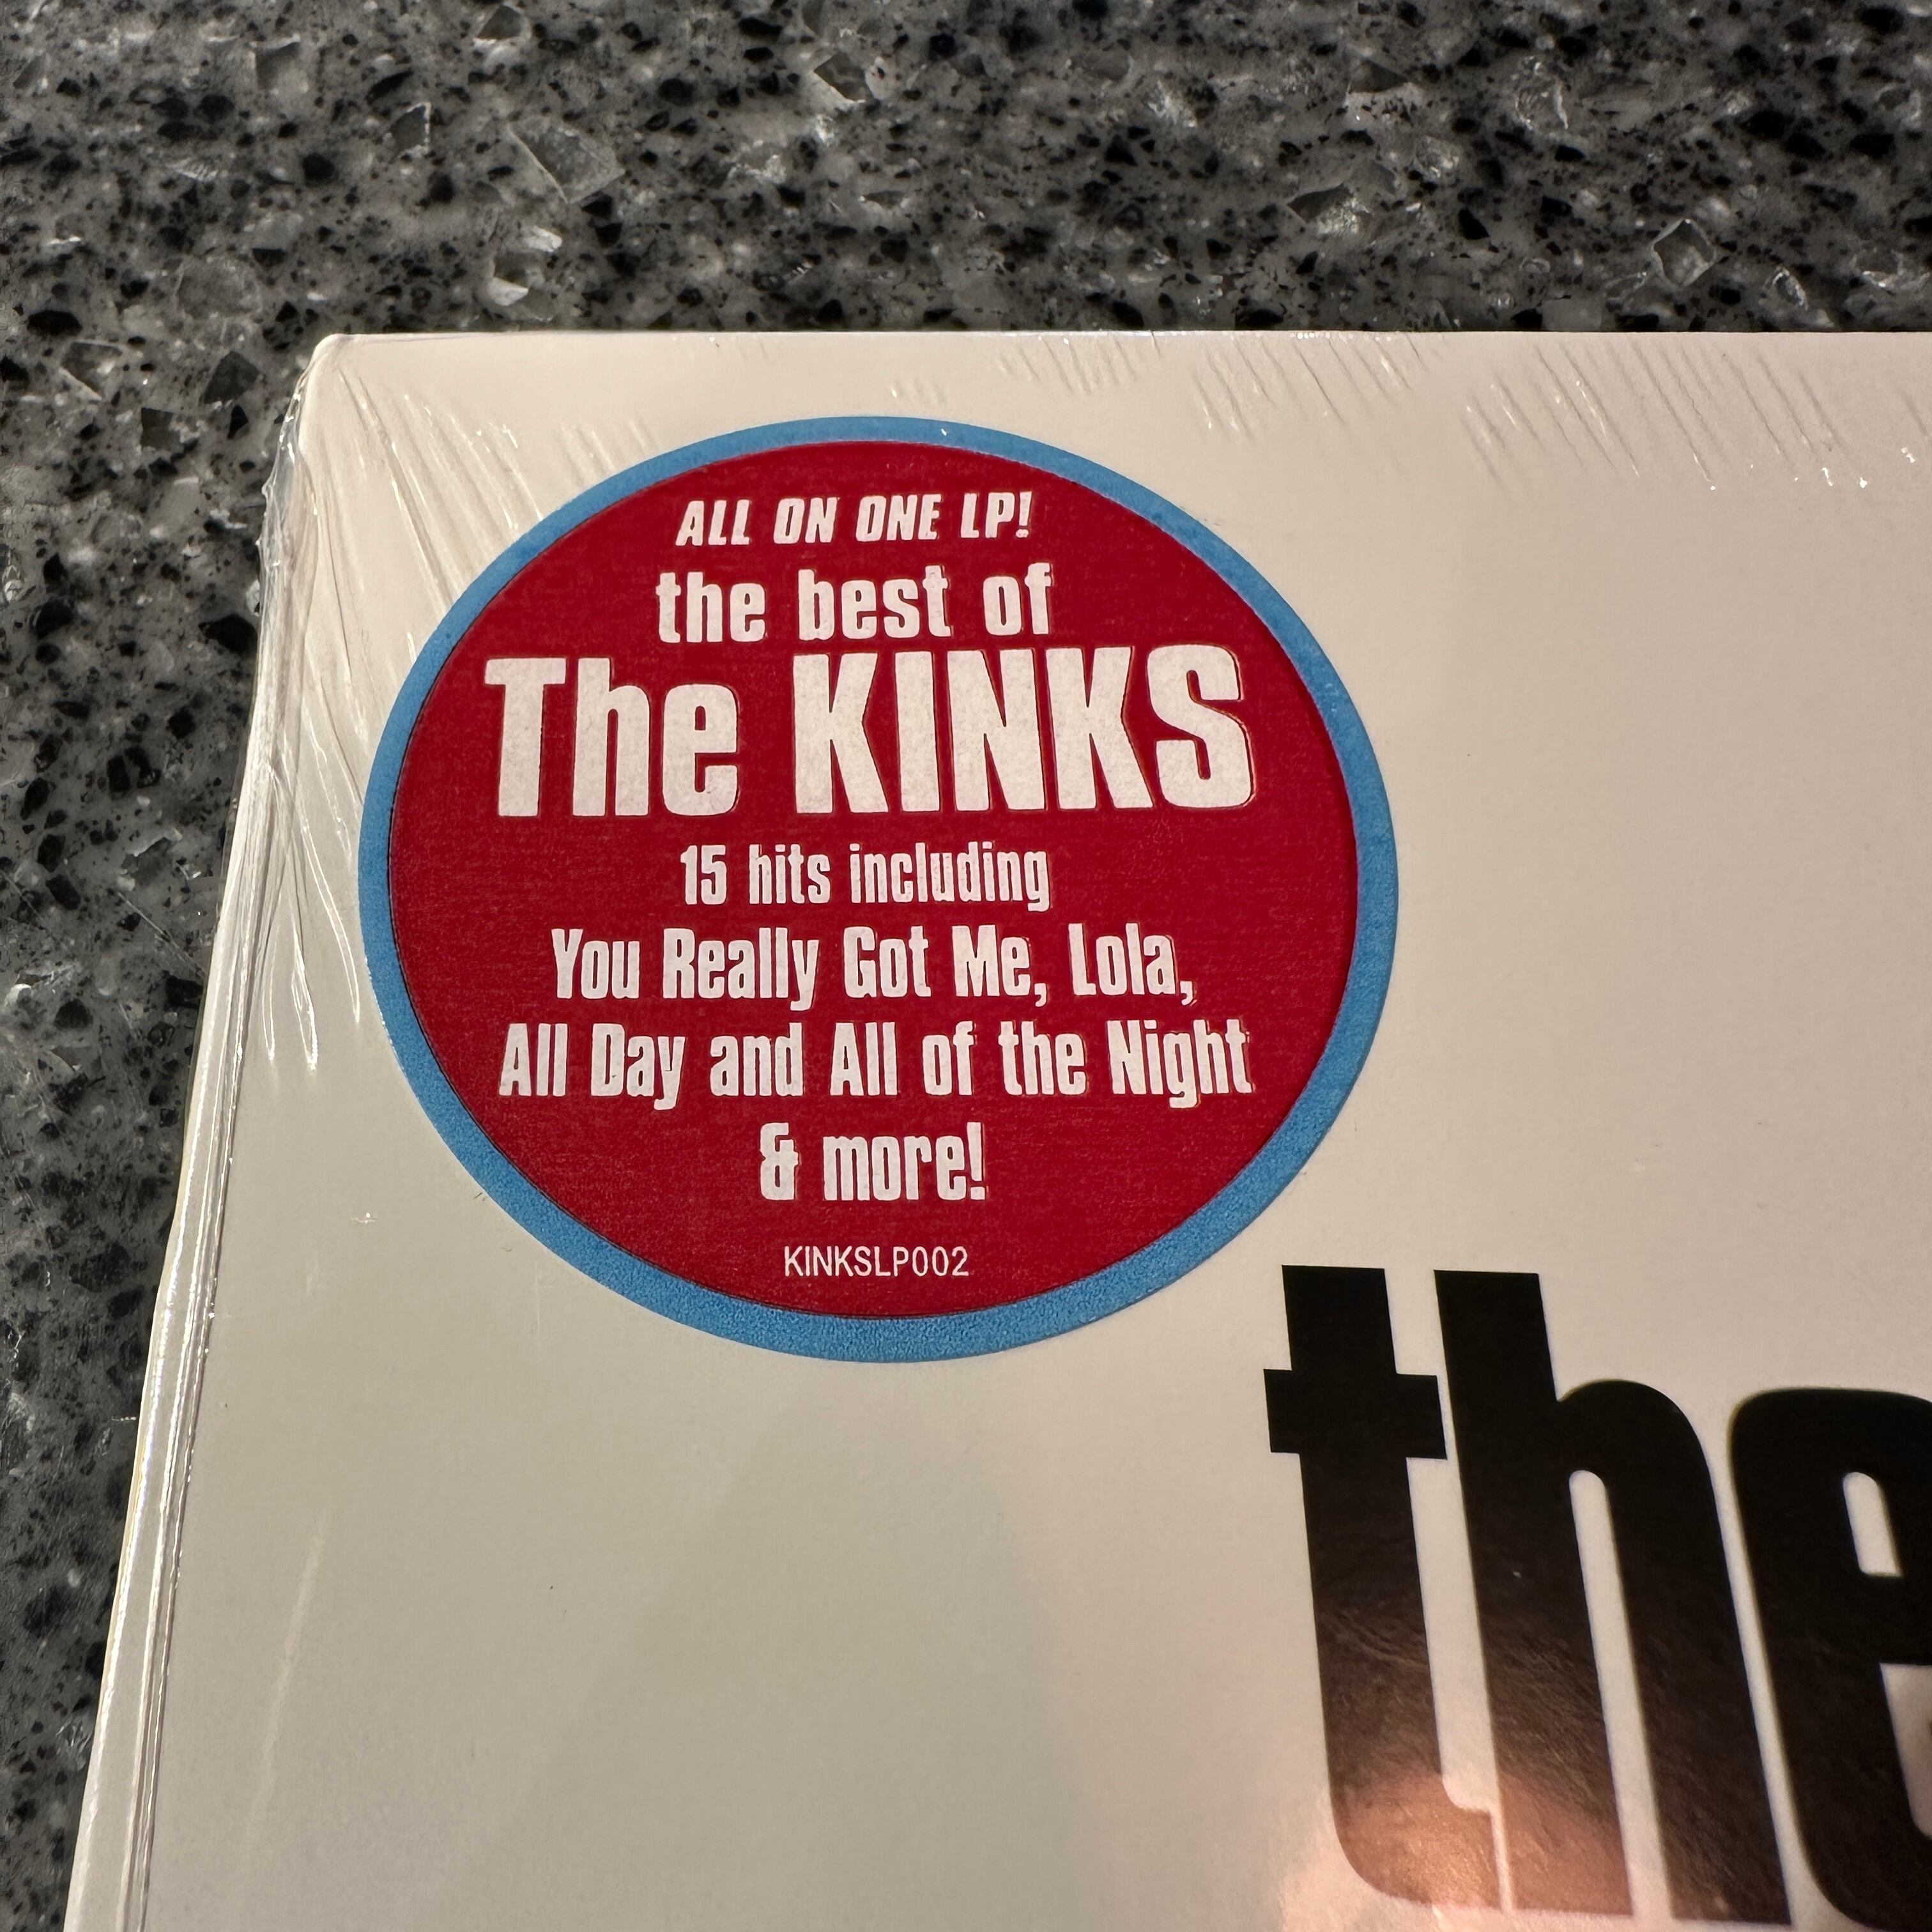 ALL ON ONE LP!
the best of
The KINKS
15 hits including
You Really Got Me, Lola,
All Day and All of the Night
& more!
KINKSLP002
the